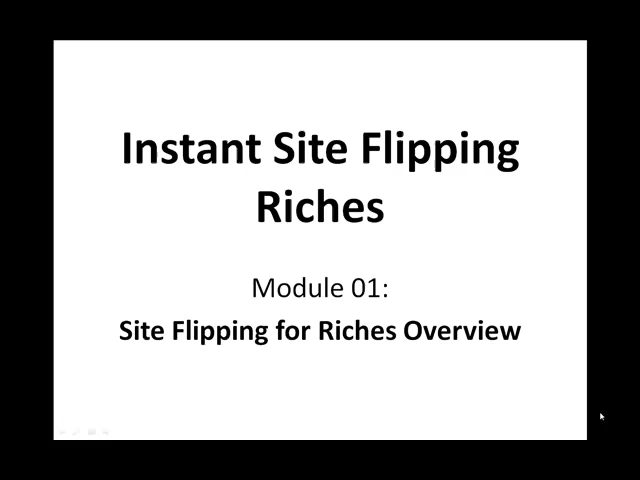 Instant Site Flipping
Riches
Module 01:
Site Flipping for Riches Overview